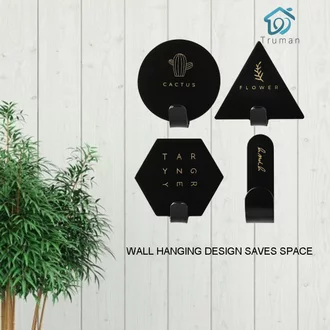 Truman
CACTUS
FLOWER
T A R
Y N G
Z E Y
WALL HANGING DESIGN SAVES SPACE